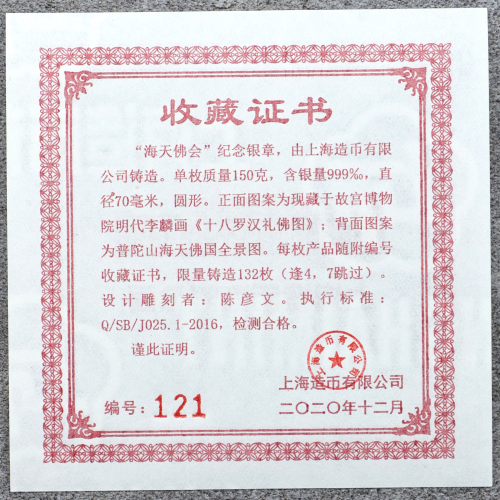 收藏证书
“海天佛会”纪念银章，由上海造币有限
公司铸造。单枚质量150克，含银量999‰，直
径70毫米，圆形。正面图案为现藏于故宫博物
院明代李麟画《十八罗汉礼佛图》；背面图案
为普陀山海天佛国全景图。每枚产品随附编号
收藏证书，限量铸造132枚（逢4，7跳过）。
设计雕刻者：陈彦文。执行标准：
Q/SB/J025.1-2016，检测合格。
谨此证明。
上海造币有限公司
上海造币有限公司
编号：121
二〇二〇年十二月